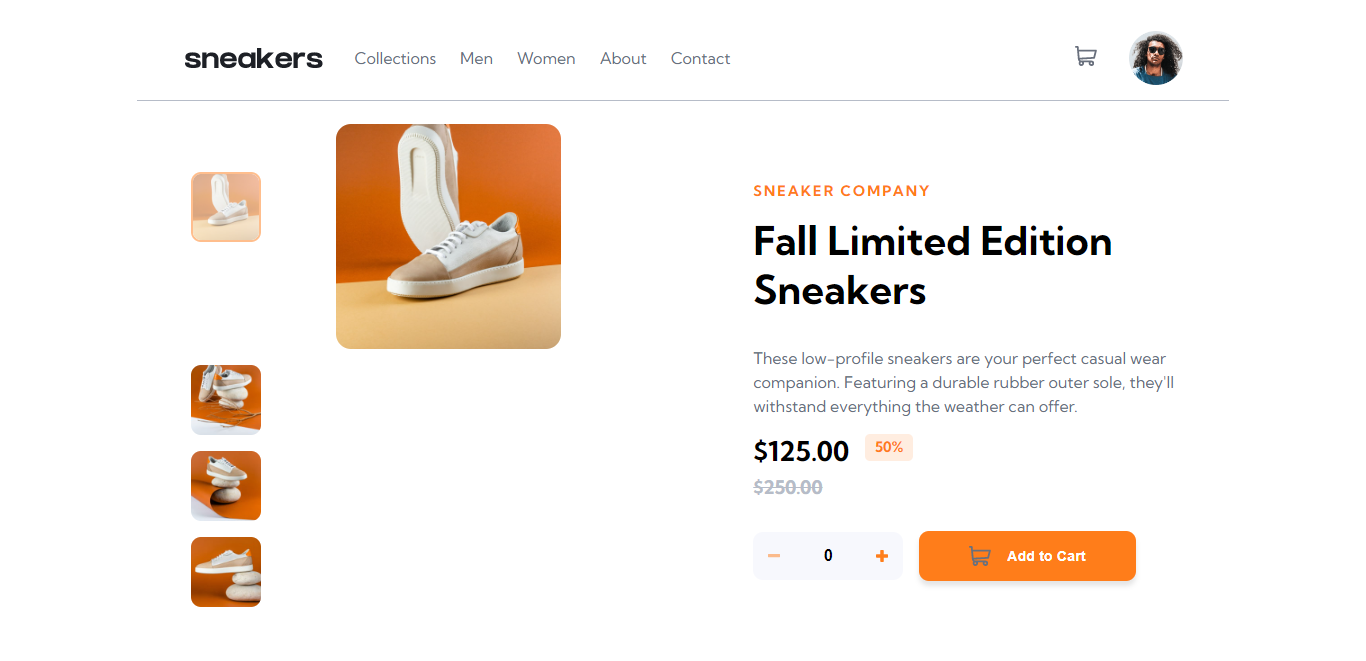 sneakers
Collections
Men
Women
About
Contact
SNEAKER COMPANY
Fall Limited Edition
Sneakers
These low-profile sneakers are your perfect casual wear
companion. Featuring a durable rubber outer sole, they'll
withstand everything the weather can offer.
$125.00
50%
$250.00
0
Add to Cart